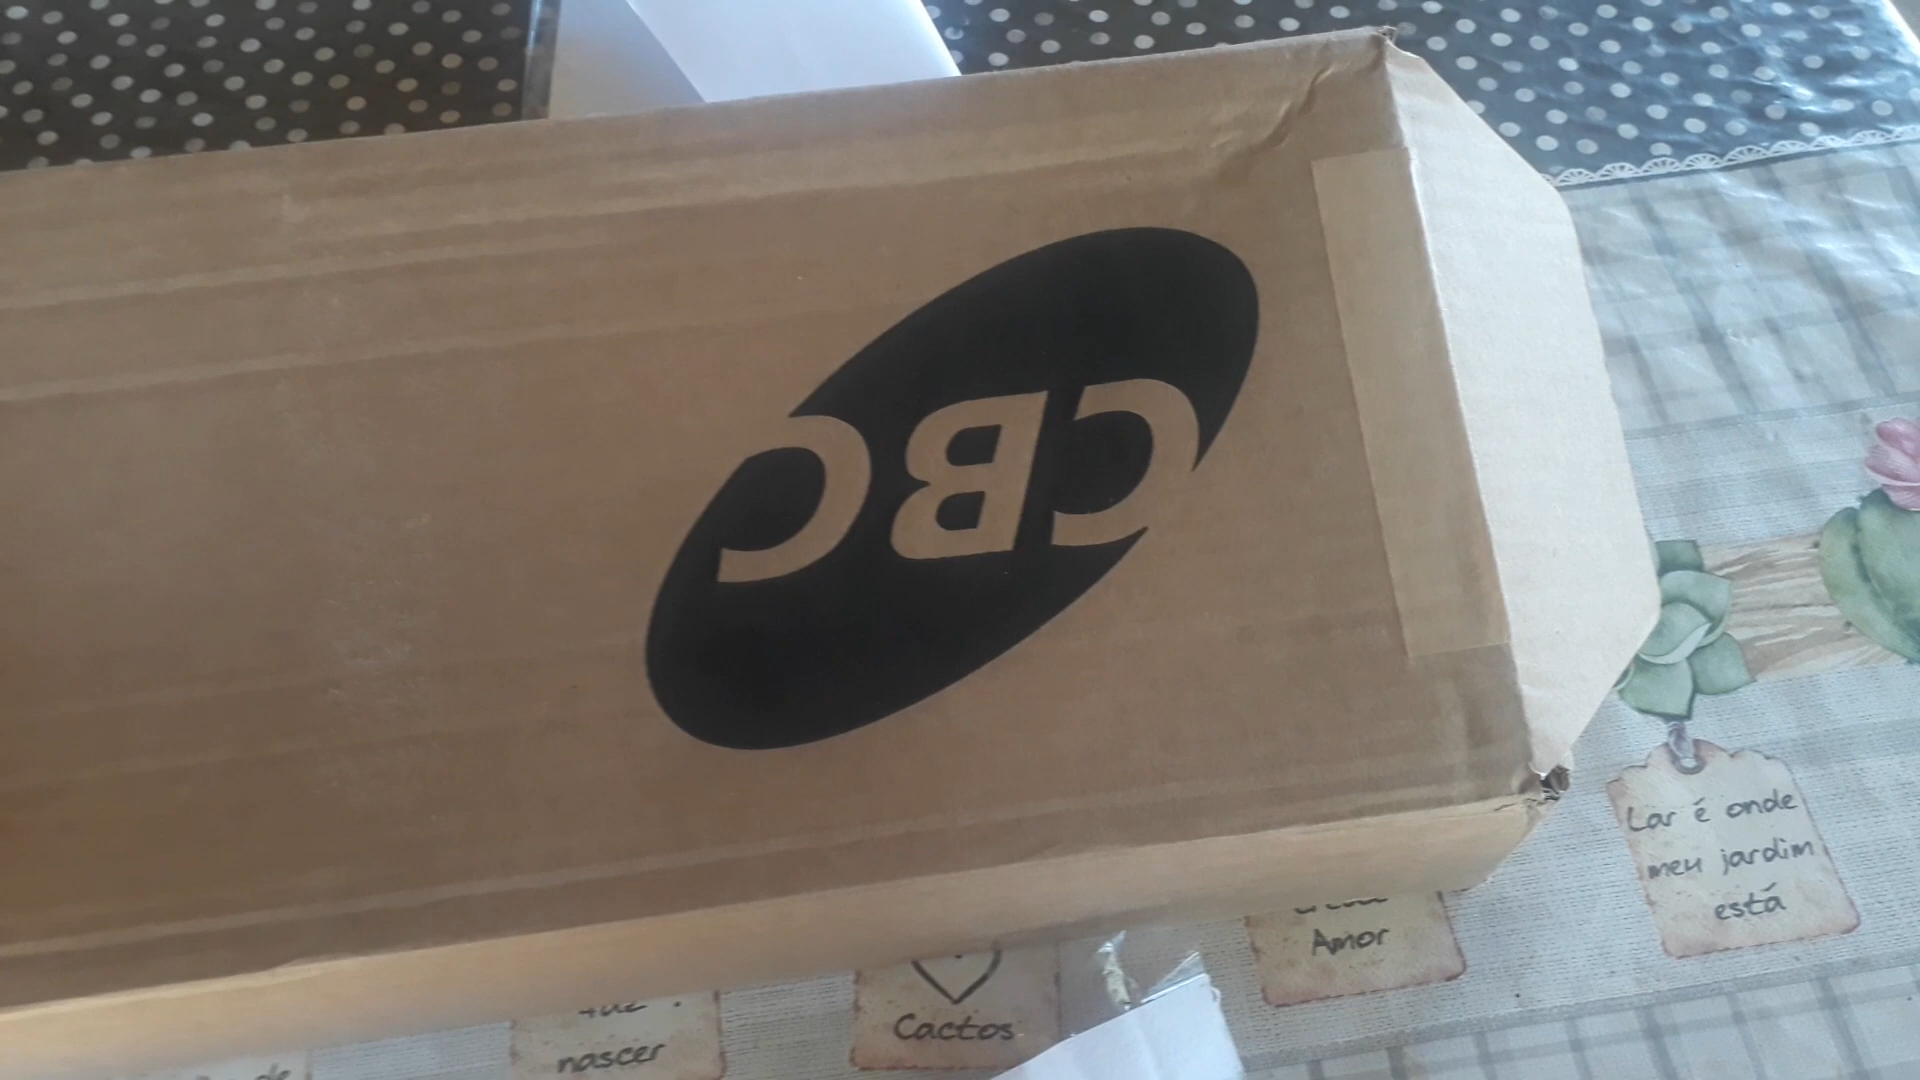 CBC
Lar é onde
meu jardim
está
Amor
Cactos
nascer